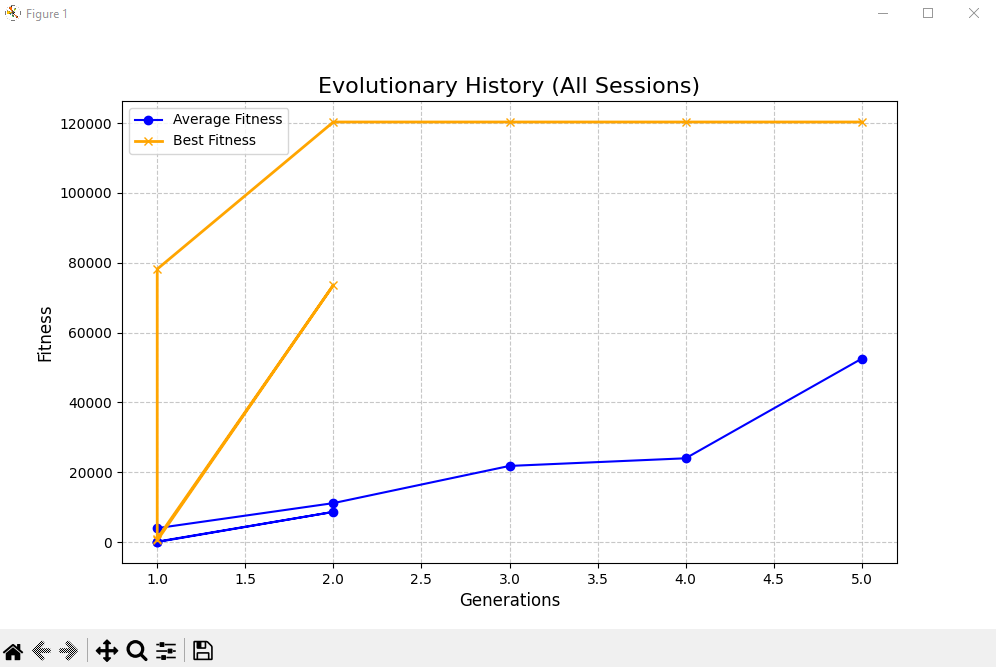 Figure 1
Evolutionary History (All Sessions)
Average Fitness
Best Fitness
120000
100000
80000
60000
40000
20000
0
Fitness
1.0 1.5 2.0 2.5 3.0 3.5 4.0 4.5 5.0
Generations